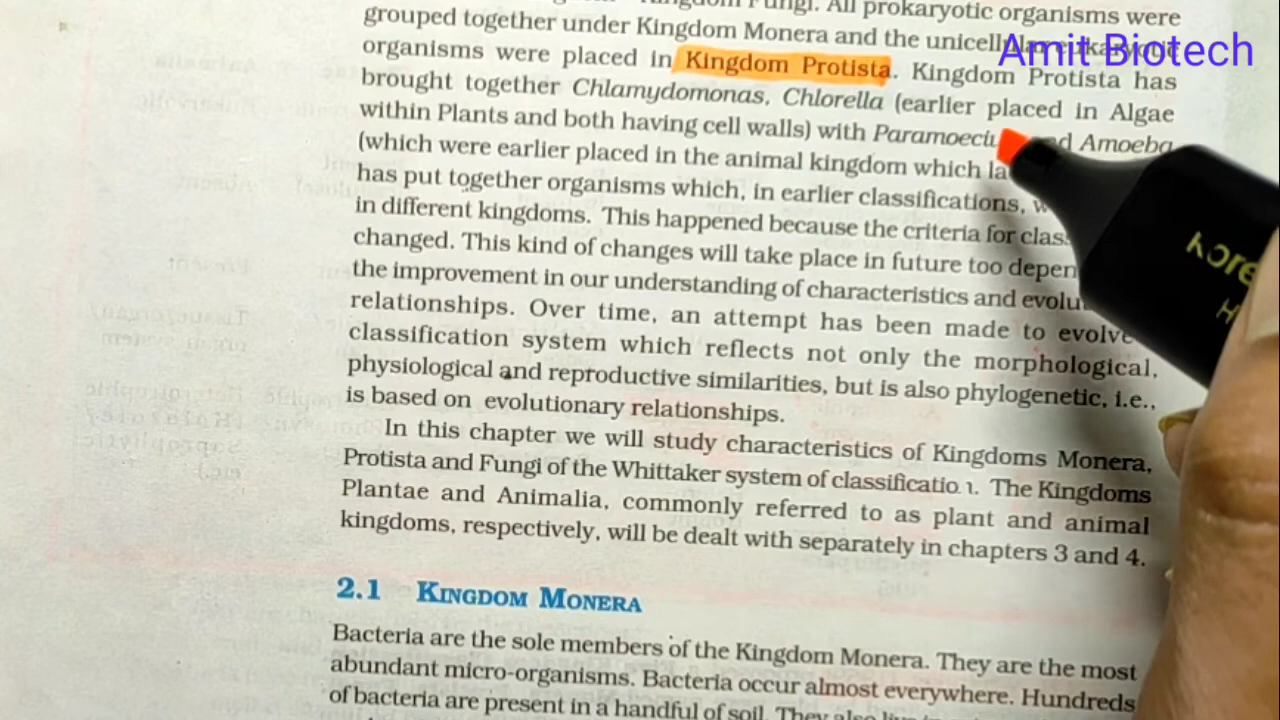 Fungi. All prokaryotic organisms were
grouped together under Kingdom Monera and the unicellular eukaryotic
Amit Biotech
organisms were placed in Kingdom Protista. Kingdom Protista has
brought together Chlamydomonas, Chlorella (earlier placed in Algae
within Plants and both having cell walls) with Paramoeciu Amoeba
(which were earlier placed in the animal kingdom which la
has put together organisms which, in earlier classifications, w
in different kingdoms. This happened because the criteria for clas
changed. This kind of changes will take place in future too depen
the improvement in our understanding of characteristics and evolu
relationships. Over time, an attempt has been made to evolve
classification system which reflects not only the morphological,
physiological and reproductive similarities, but is also phylogenetic, i.e.,
is based on evolutionary relationships.
In this chapter we will study characteristics of Kingdoms Monera,
Protista and Fungi of the Whittaker system of classification. The Kingdoms
Plantae and Animalia, commonly referred to as plant and animal
kingdoms, respectively, will be dealt with separately in chapters 3 and 4.
2.1 KINGDOM MONERA
Bacteria are the sole members of the Kingdom Monera. They are the most
abundant micro-organisms. Bacteria occur almost everywhere. Hundreds
of bacteria are present in a handful of soil. They also